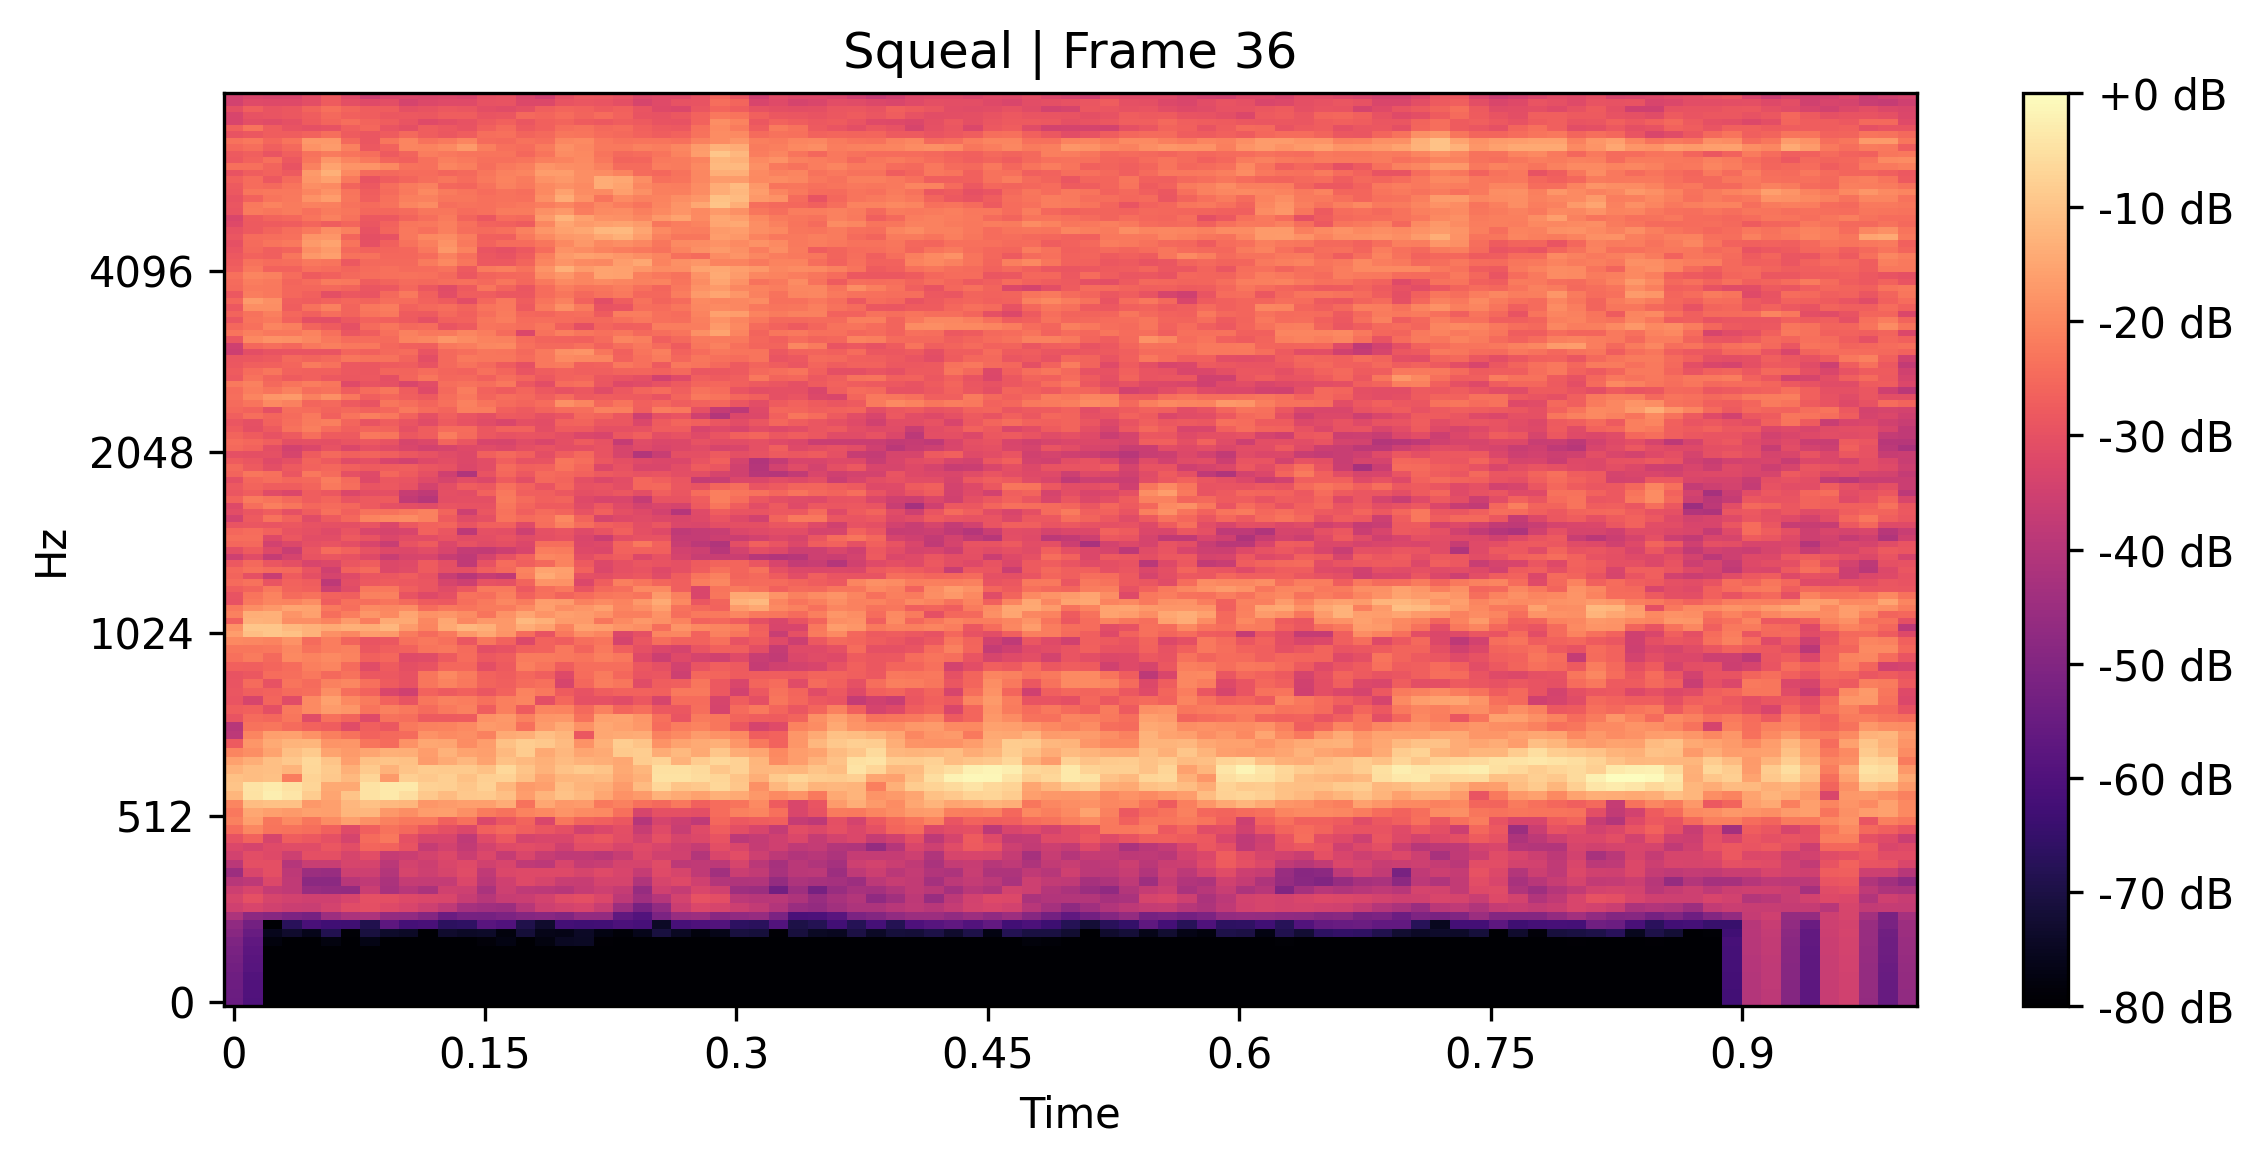 Squeal | Frame 36
+0 dB
-10 dB
4096
-20 dB
-30 dB
2048
-40 dB
Hz
1024
-50 dB
512
-60 dB
-70 dB
0
-80 dB
0 0.15 0.3 0.45 0.6 0.75 0.9
Time